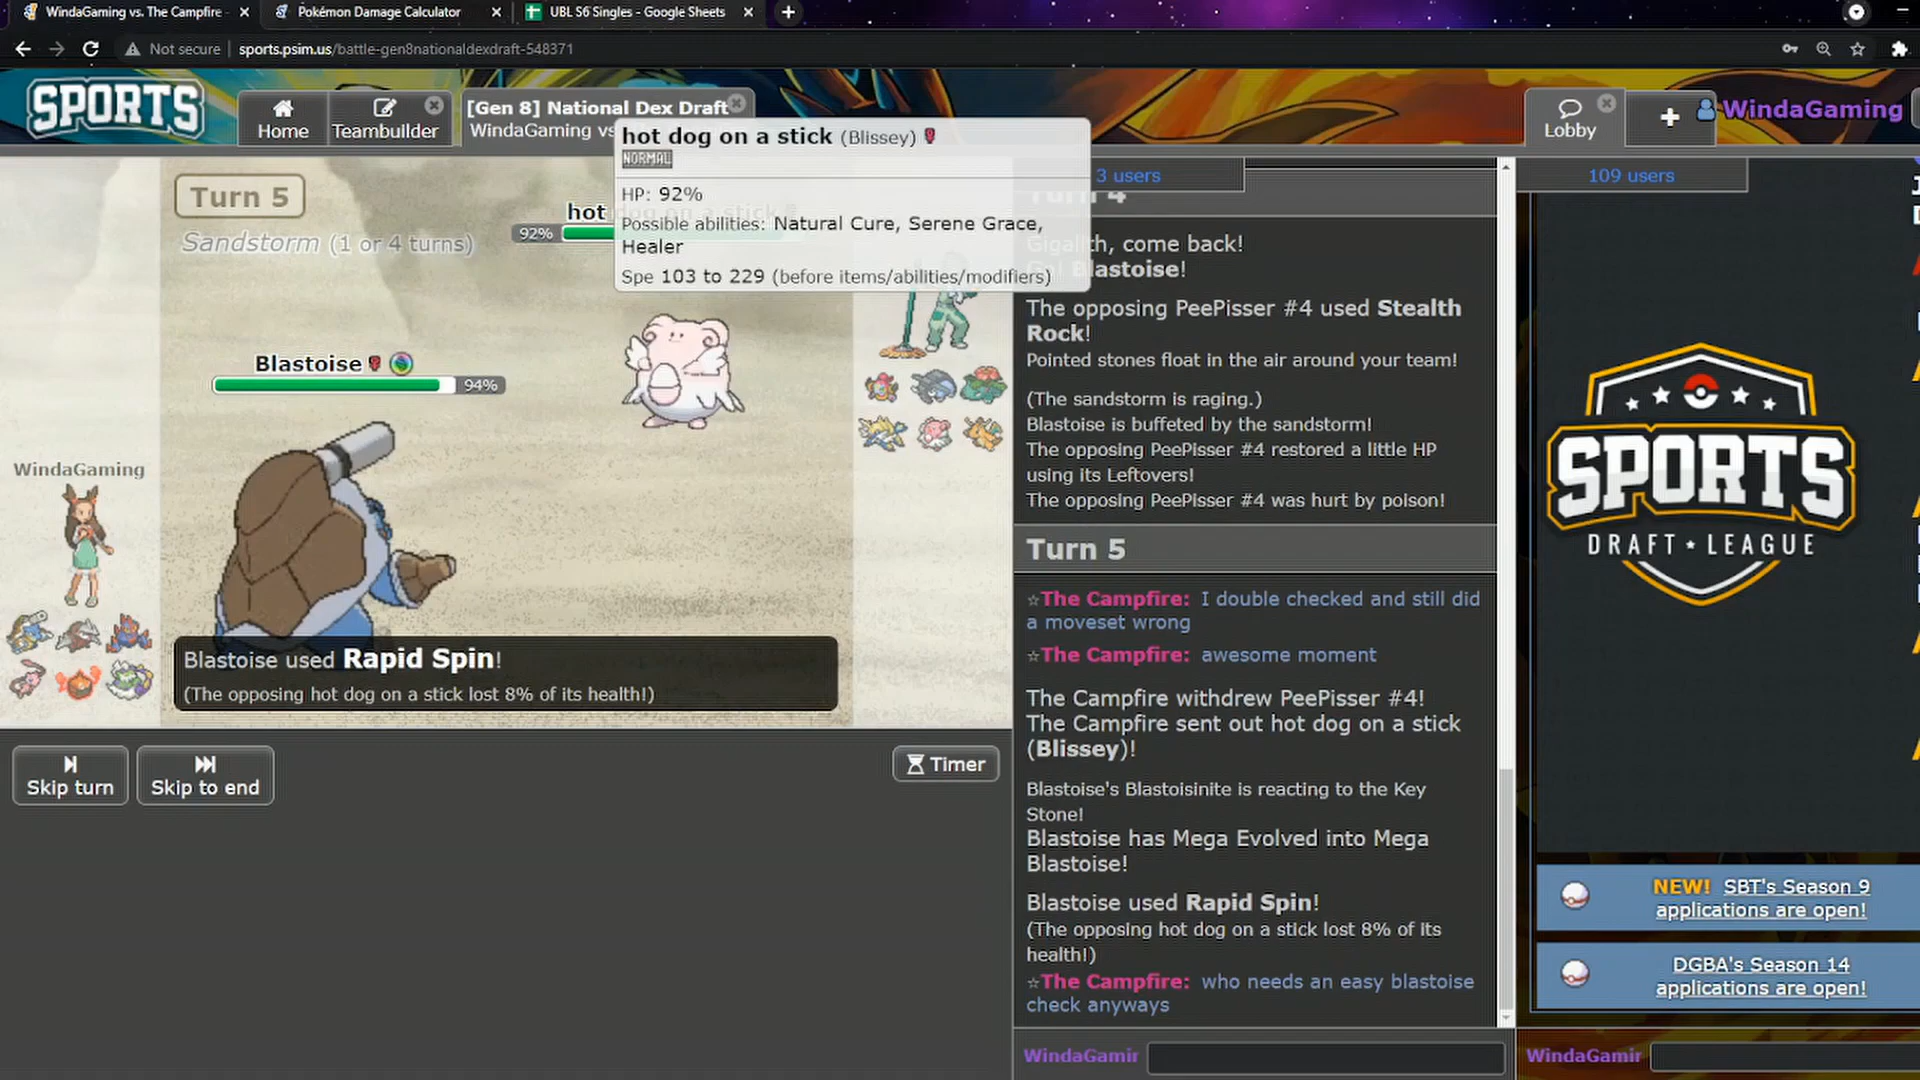 WindaGaming vs. The Campfire -
Pokémon Damage Calculator
UBL S6 Singles - Google Sheets
Not secure
sports.psim.us/battle-gen8nationaldexdraft-548371
SPORTS
Home
Teambuilder
[Gen 8] National Dex Draft
WindaGaming vs
Lobby
WindaGaming
hot dog on a stick (Blissey)
NORMAL
HP: 92%
Possible abilities: Natural Cure, Serene Grace,
Healer
Spe 103 to 229 (before items/abilities/modifiers)
Turn 5
Sandstorm (1 or 4 turns)
hot dog on a stick
92%
Blastoise
94%
WindaGaming
Blastoise used Rapid Spin!
(The opposing hot dog on a stick lost 8% of its health!)
Skip turn
Skip to end
Timer
3 users
Turn 4
Gigalith, come back!
Go! Blastoise!
The opposing PeePisser #4 used Stealth
Rock!
Pointed stones float in the air around your team!
(The sandstorm is raging.)
Blastoise is buffeted by the sandstorm!
The opposing PeePisser #4 restored a little HP
using its Leftovers!
The opposing PeePisser #4 was hurt by poison!
Turn 5
☆The Campfire: I double checked and still did
a moveset wrong
☆The Campfire: awesome moment
The Campfire withdrew PeePisser #4!
The Campfire sent out hot dog on a stick
(Blissey)!
Blastoise's Blastoisinite is reacting to the Key
Stone!
Blastoise has Mega Evolved into Mega
Blastoise!
Blastoise used Rapid Spin!
(The opposing hot dog on a stick lost 8% of its
health!)
☆The Campfire: who needs an easy blastoise
check anyways
WindaGamir
109 users
SPORTS
DRAFT ★ LEAGUE
NEW! SBT's Season 9
applications are open!
DGBA's Season 14
applications are open!
WindaGamir